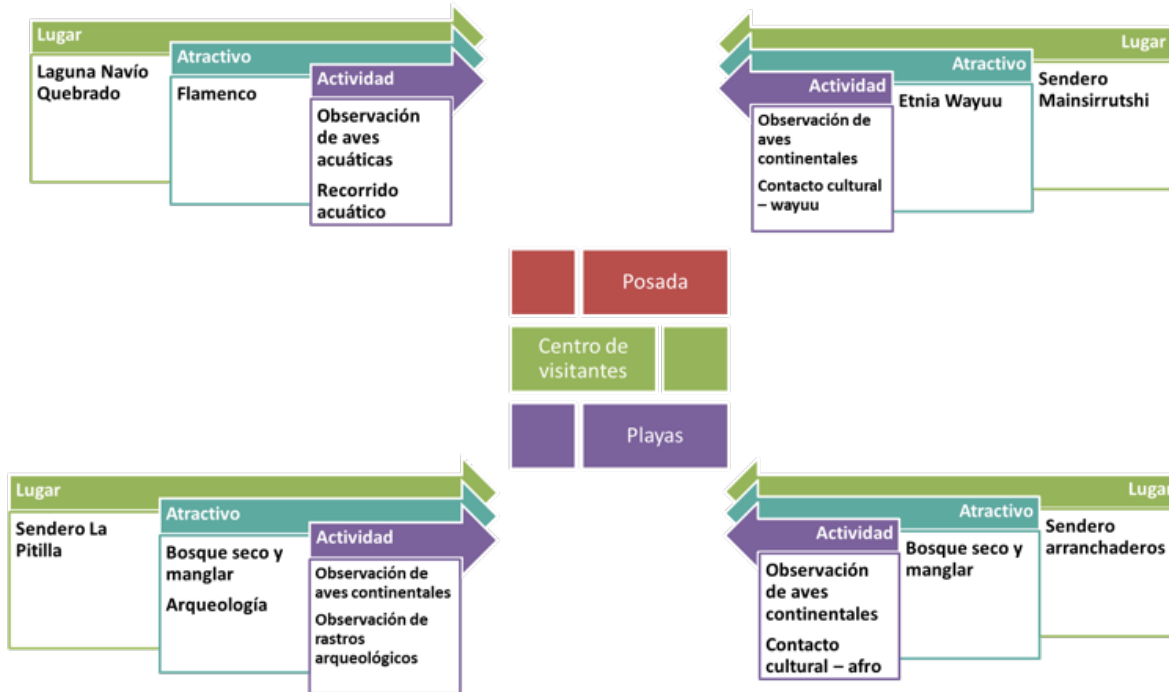 Lugar
Atractivo
Actividad
Laguna Navío
Quebrado
Flamenco
Observación
de aves
acuáticas
Recorrido
acuático
Lugar
Atractivo
Actividad
Sendero
Mainsirrutshi
Etnia Wayuu
Observación de
aves
continentales
Contacto cultural
– wayuu
Posada
Centro de
visitantes
Playas
Lugar
Atractivo
Actividad
Sendero La
Pitilla
Bosque seco y
manglar
Arqueología
Observación de
aves continentales
Observación de
rastros
arqueológicos
Lugar
Atractivo
Actividad
Sendero
arranchaderos
Bosque seco y
manglar
Observación
de aves
continentales
Contacto
cultural – afro